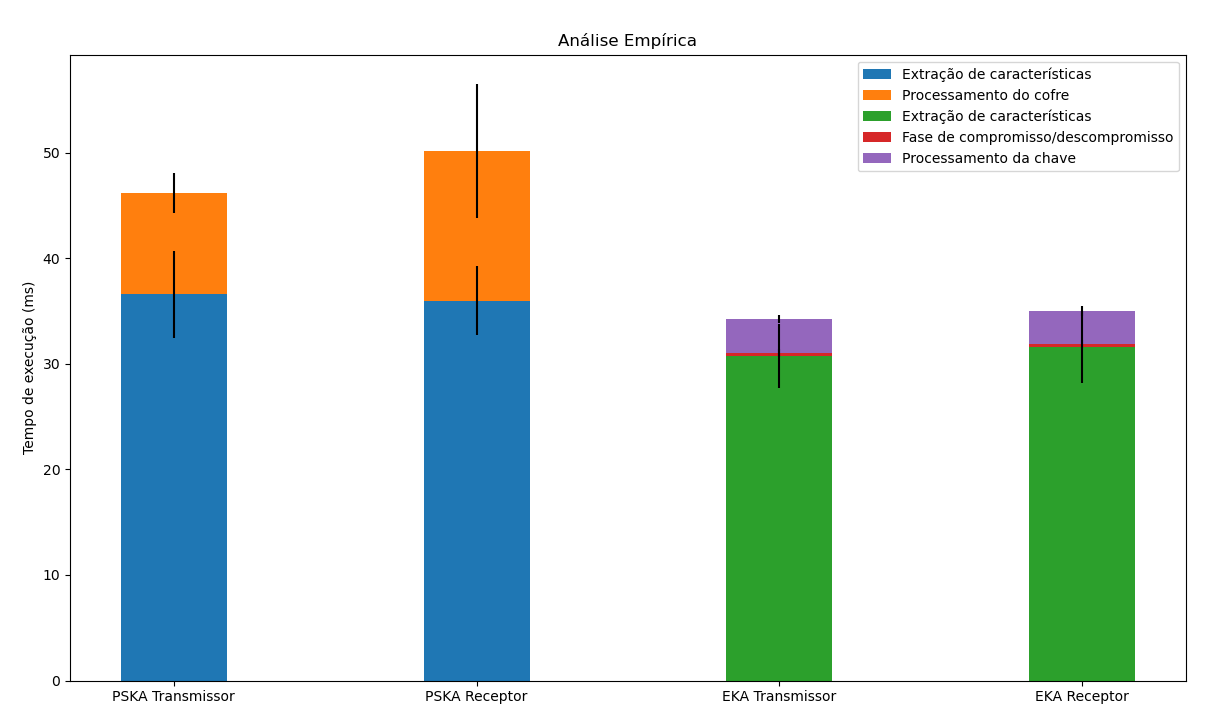 Análise Empírica
Extração de características
Processamento do cofre
Extração de características
Fase de compromisso/descompromisso
Processamento da chave
Tempo de execução (ms)
50
40
30
20
10
0
PSKA Transmissor
PSKA Receptor
EKA Transmissor
EKA Receptor